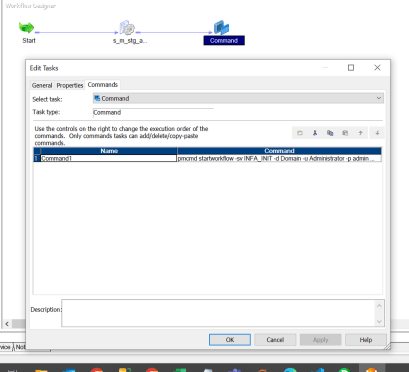 Workflow Designer
Start
s_m_stg_a...
Command
Edit Tasks
General Properties Commands
Select task:
Command
Task type:
Command
Use the controls on the right to change the execution order of the
commands. Only commands tasks can add/delete/copy-paste
commands.
Name
Command
1 Command1
pmcmd startworkflow -sv INFA_INIT -d Domain -u Administrator -p admin ...
Description:
OK
Cancel
Apply
Help